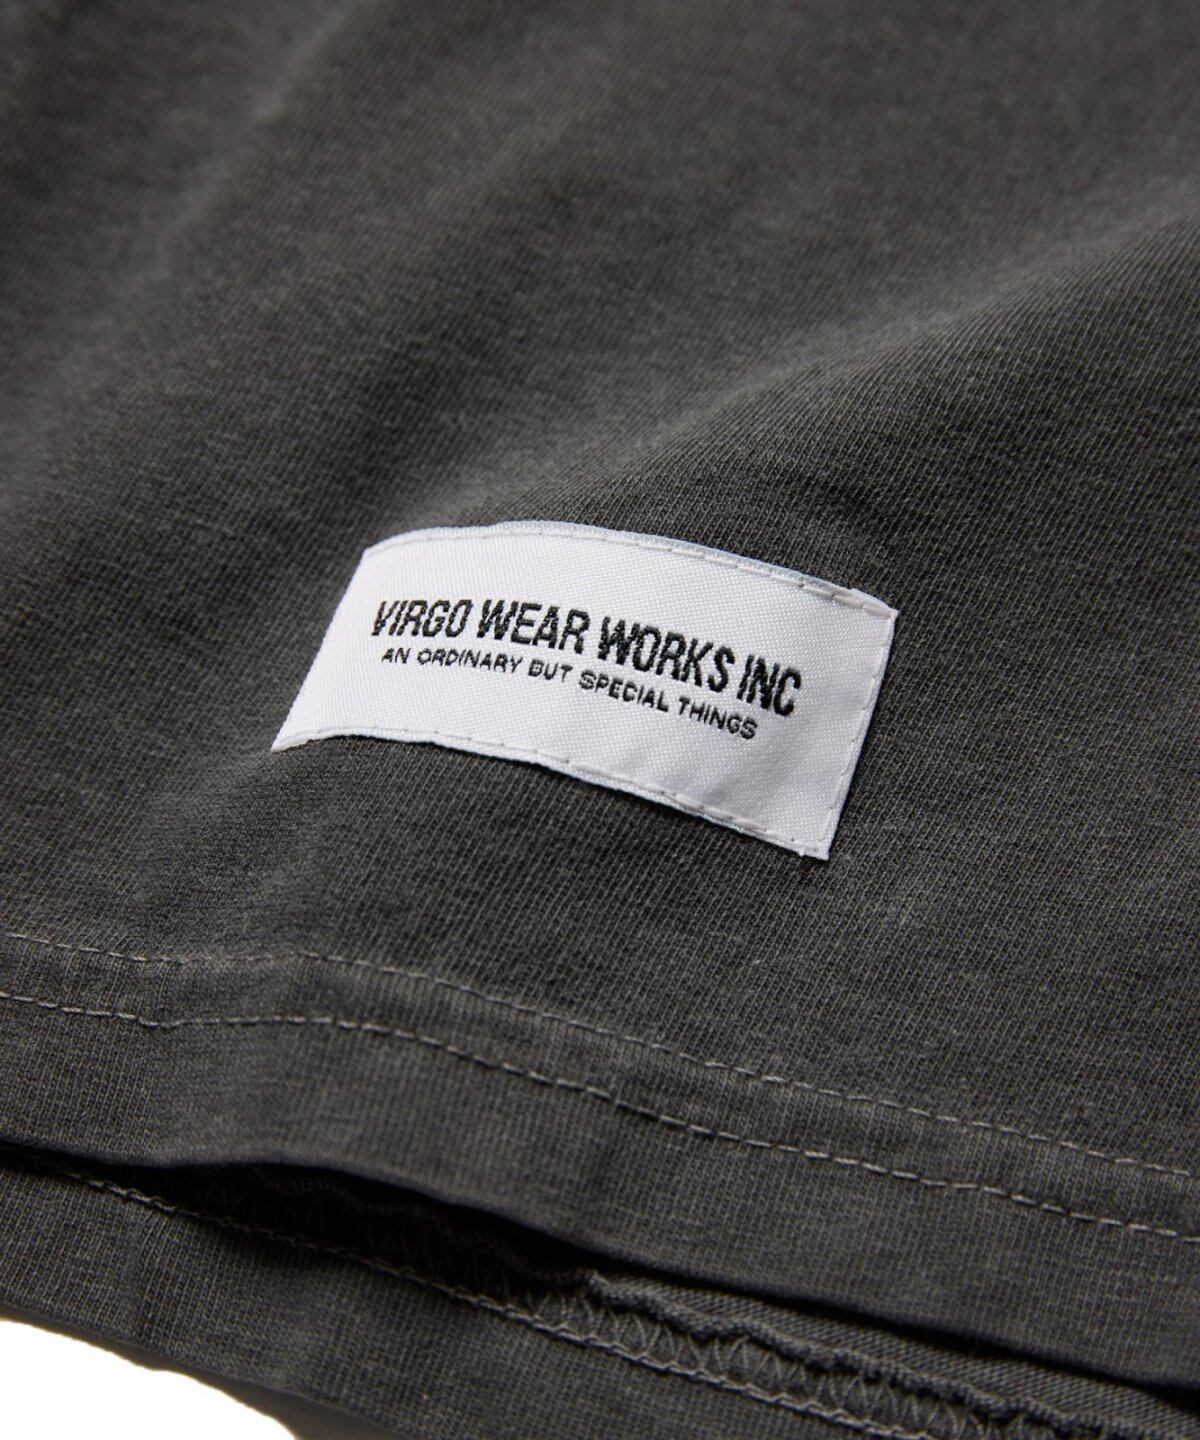 VIRGO WEAR WORKS INC
AN ORDINARY BUT SPECIAL THINGS